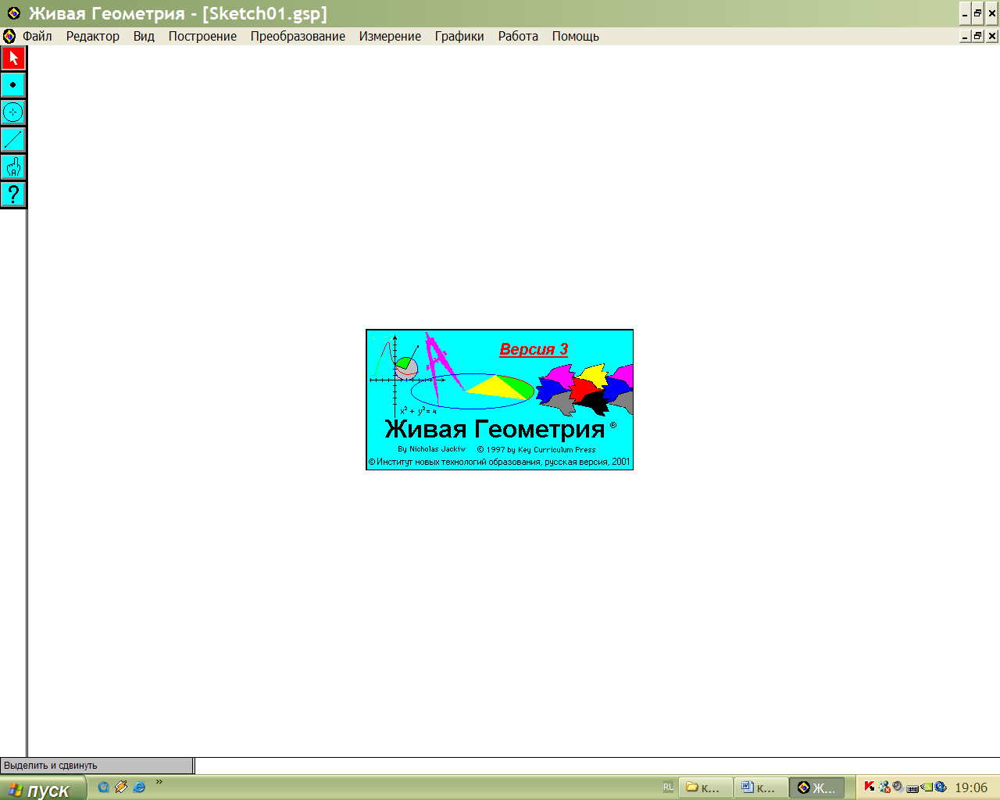 Живая Геометрия - [Sketch01.gsp]
Файл Редактор Вид Построение Преобразование Измерение Графики Работа Помощь
A
?
Версия 3
x² + y² = 4
Живая Геометрия ®
By Nicholas Jackiw © 1997 by Key Curriculum Press
© Институт новых технологий образования, русская версия, 2001
Выделить и сдвинуть
пуск » RL к... к... Ж... 19:06